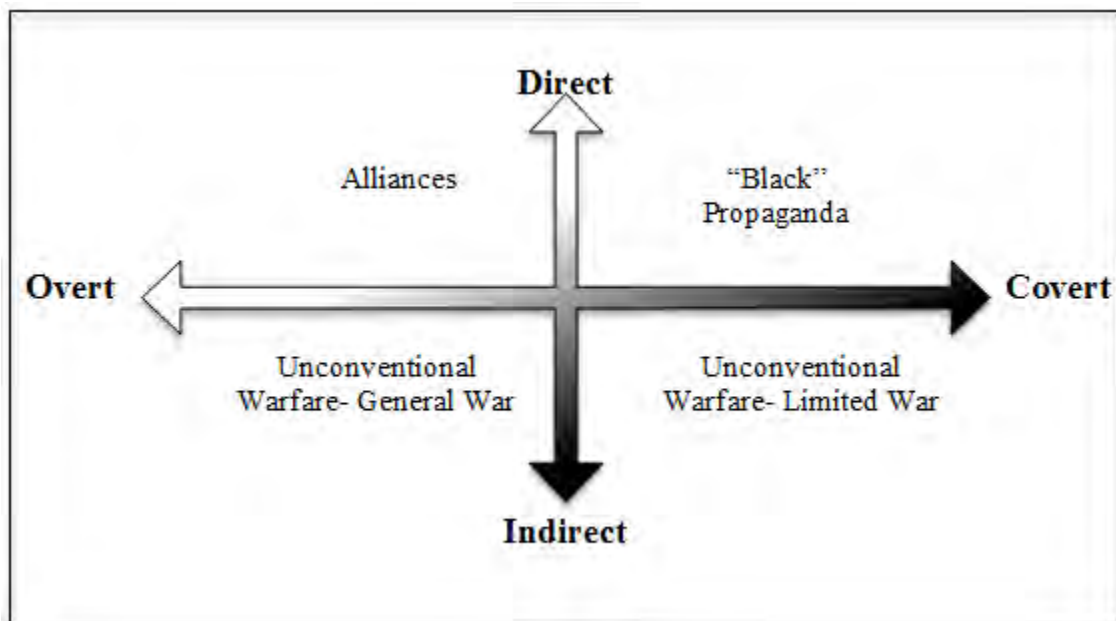 Direct
Alliances
“Black”
Propaganda
Overt
Covert
Unconventional
Warfare- General War
Unconventional
Warfare- Limited War
Indirect